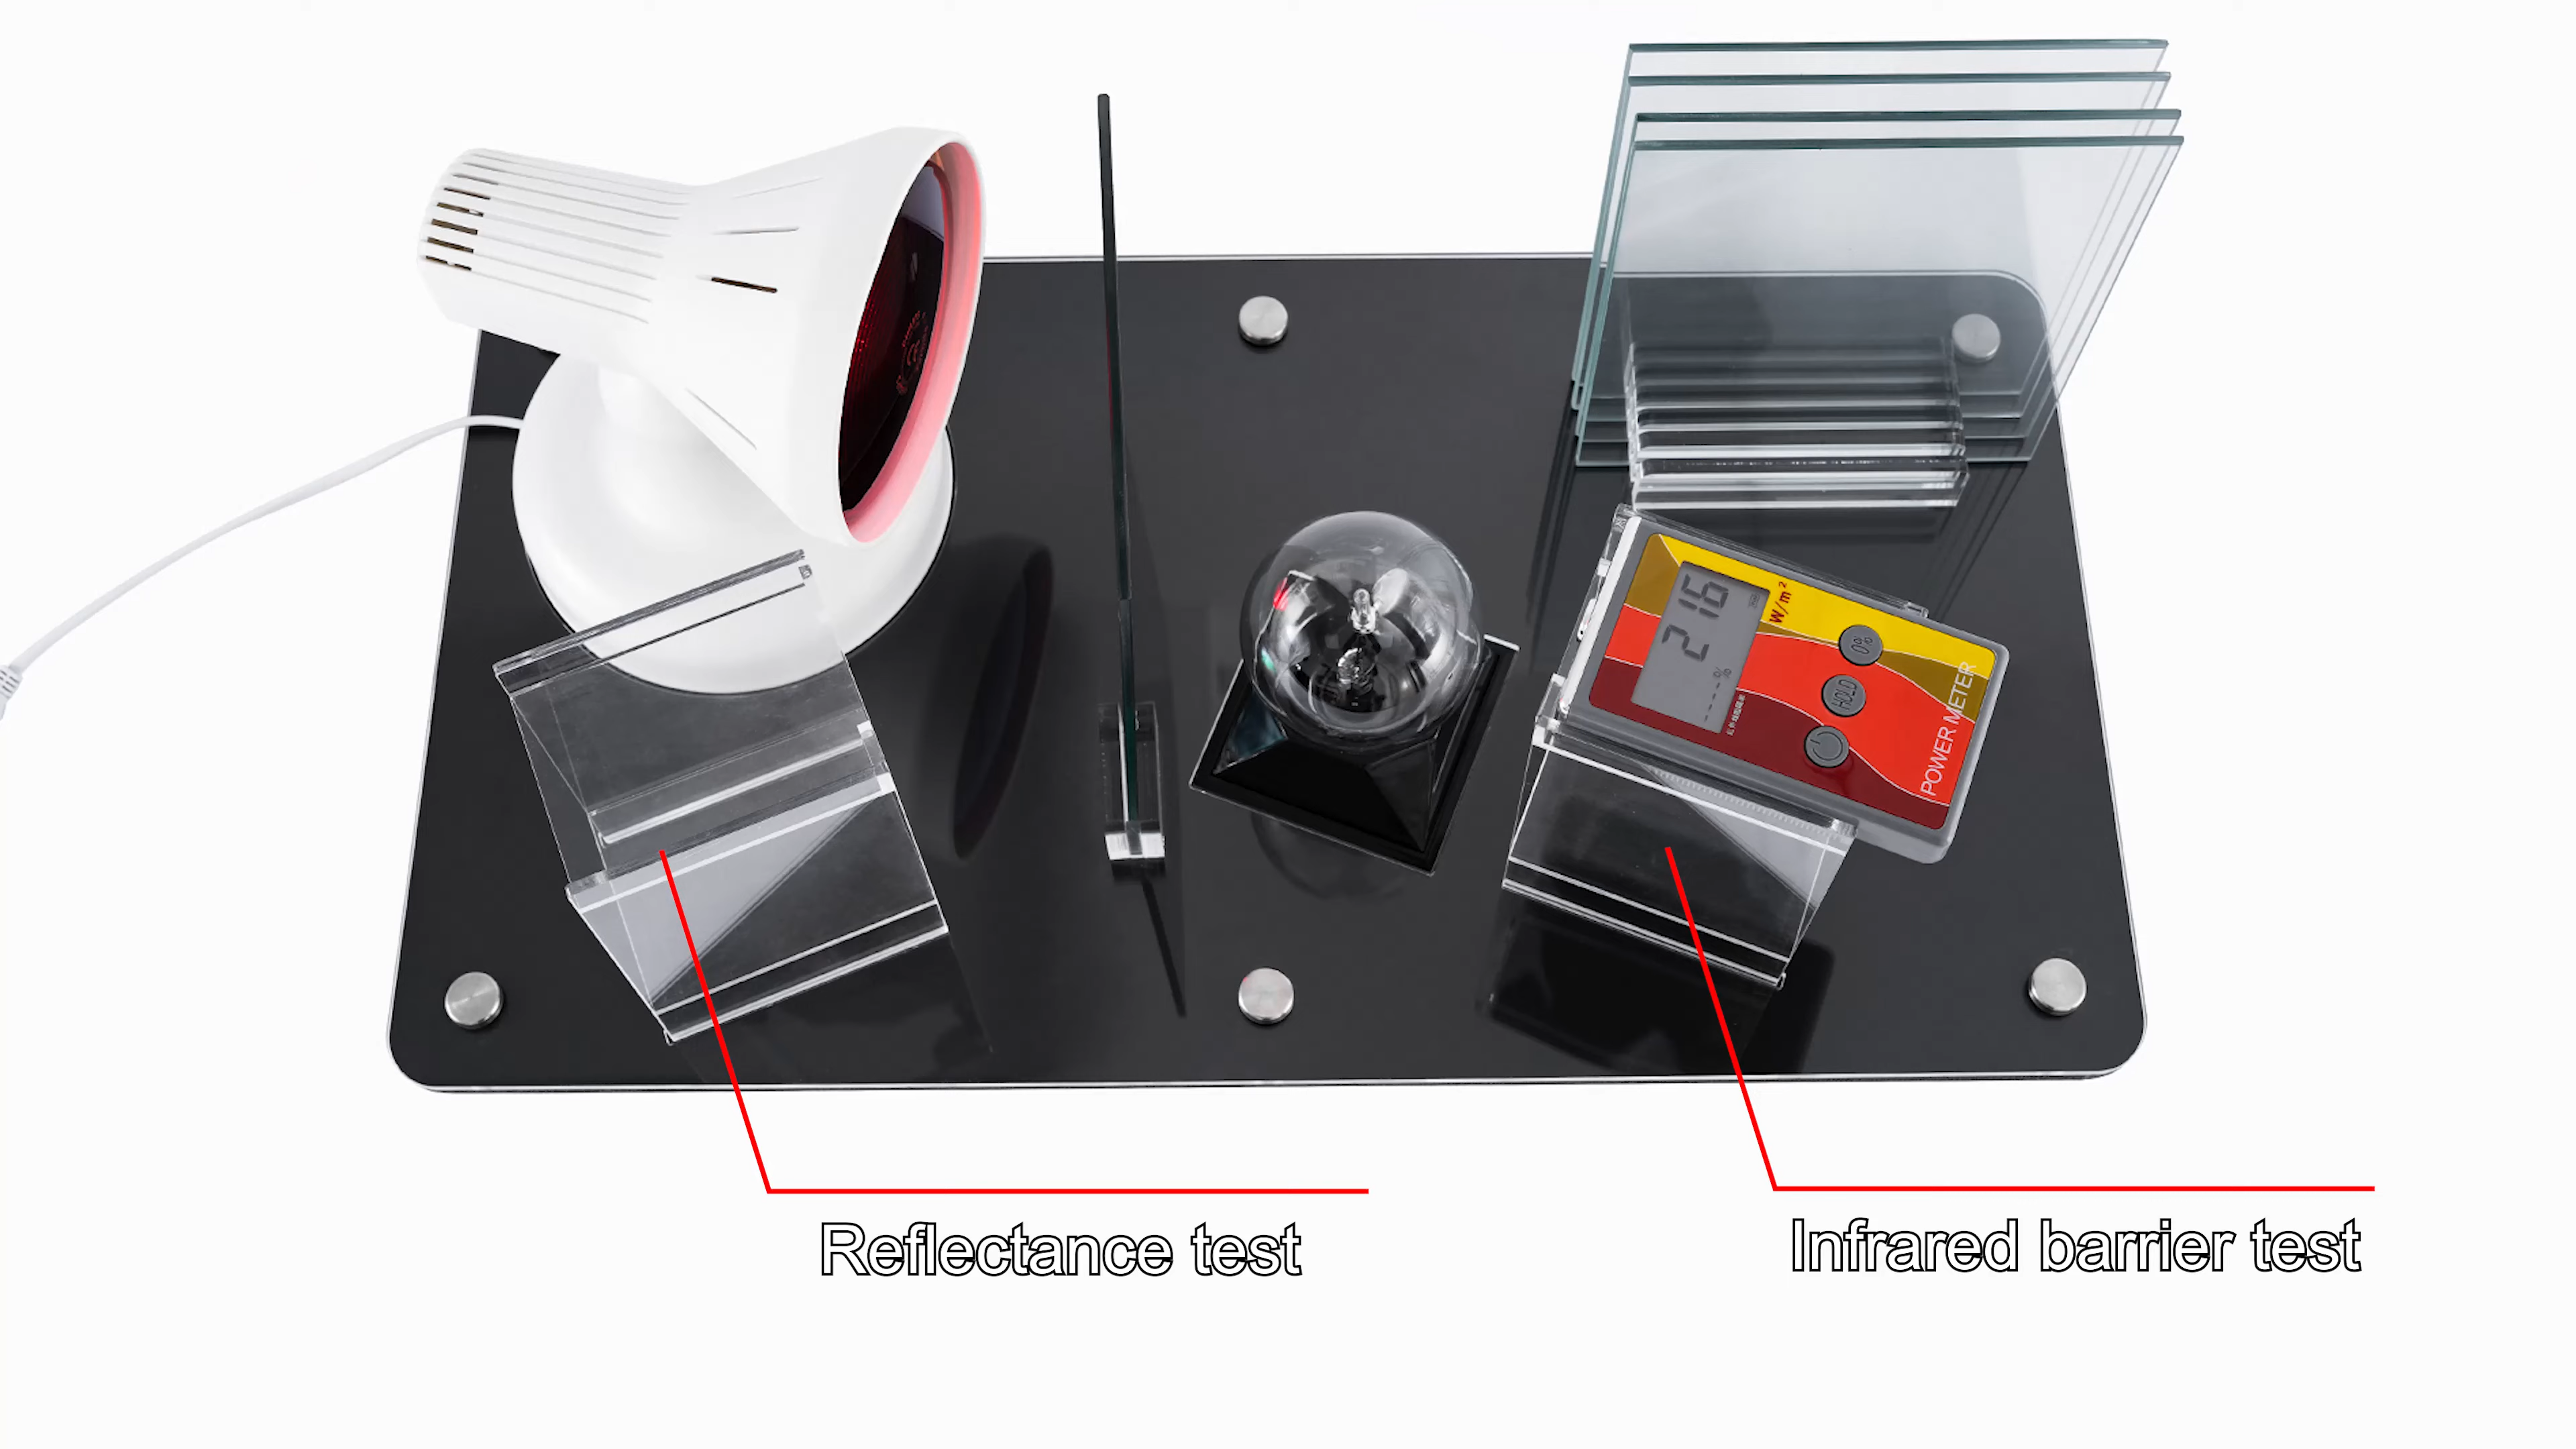 216
W/m²
----%
0%
HOLD
POWER METER
Reflectance test
Infrared barrier test